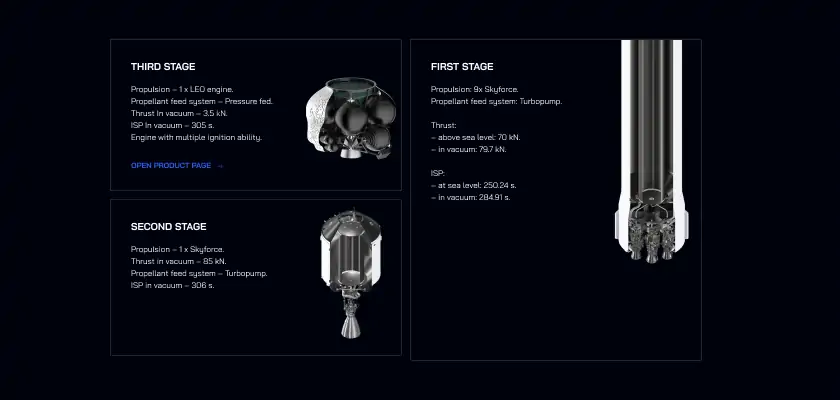 THIRD STAGE
Propulsion – 1 x LEO engine.
Propellant feed system – Pressure fed.
Thrust In vacuum – 3.5 kN.
ISP In vacuum – 305 s.
Engine with multiple ignition ability.
OPEN PRODUCT PAGE →
SECOND STAGE
Propulsion – 1 x Skyforce.
Thrust in vacuum – 85 kN.
Propellant feed system – Turbopump.
ISP in vacuum – 306 s.
FIRST STAGE
Propulsion: 9x Skyforce.
Propellant feed system: Turbopump.
Thrust:
– above sea level: 70 kN.
– in vacuum: 79.7 kN.
ISP:
– at sea level: 250.24 s.
– in vacuum: 284.91 s.